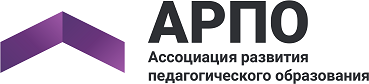 АРПО
Ассоциация развития
педагогического образования